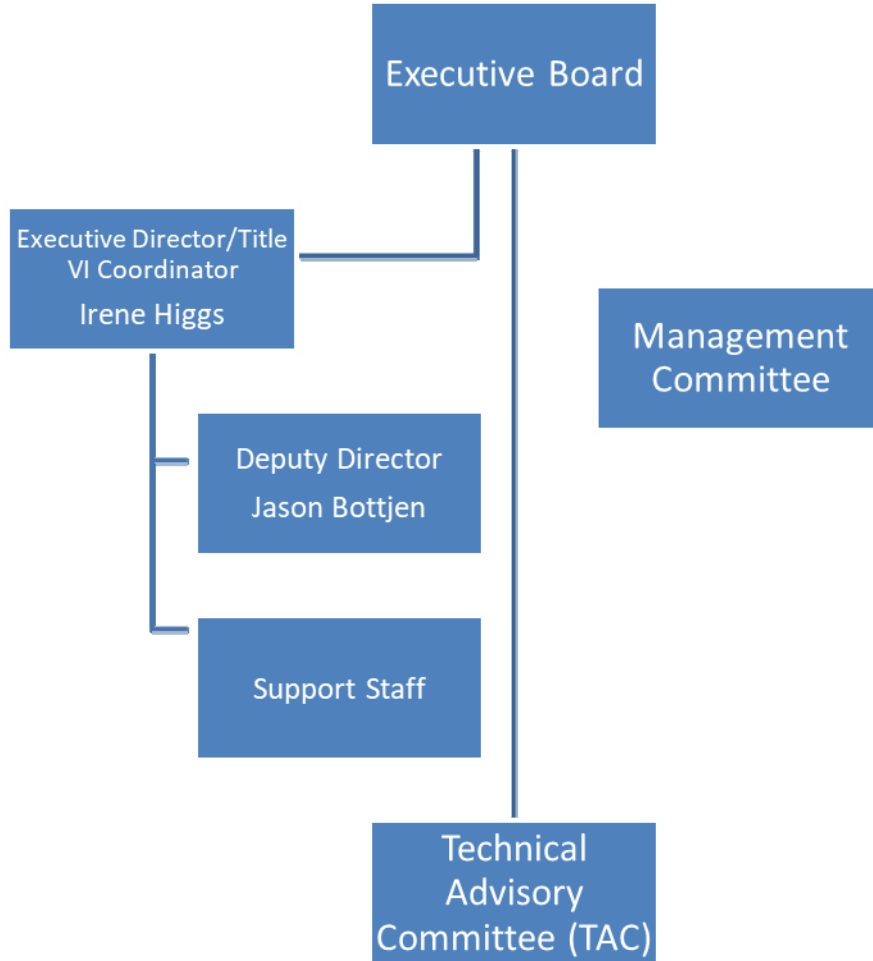 Executive Board
Executive Director/Title
VI Coordinator
Irene Higgs
Management
Committee
Deputy Director
Jason Bottjen
Support Staff
Technical
Advisory
Committee (TAC)